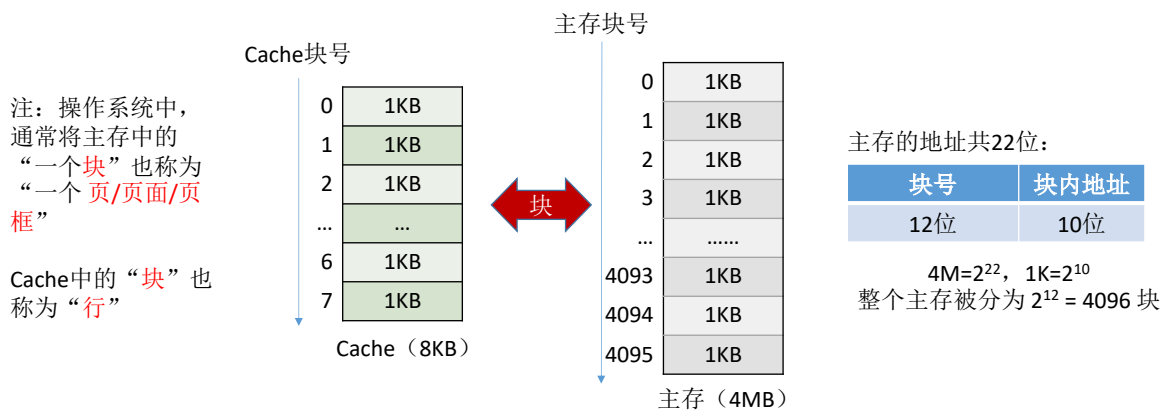 注：操作系统中，
通常将主存中的
“一个块”也称为
“一个 页/页面/页
框”
Cache中的“块”也
称为“行”
Cache块号
0 1KB
1 1KB
2 1KB
... ...
6 1KB
7 1KB
Cache（8KB）
块
主存块号
0 1KB
1 1KB
2 1KB
3 1KB
... ......
4093 1KB
4094 1KB
4095 1KB
主存（4MB）
主存的地址共22位：
块号 块内地址
12位 10位
4M=2²²，1K=2¹⁰
整个主存被分为 2¹² = 4096 块